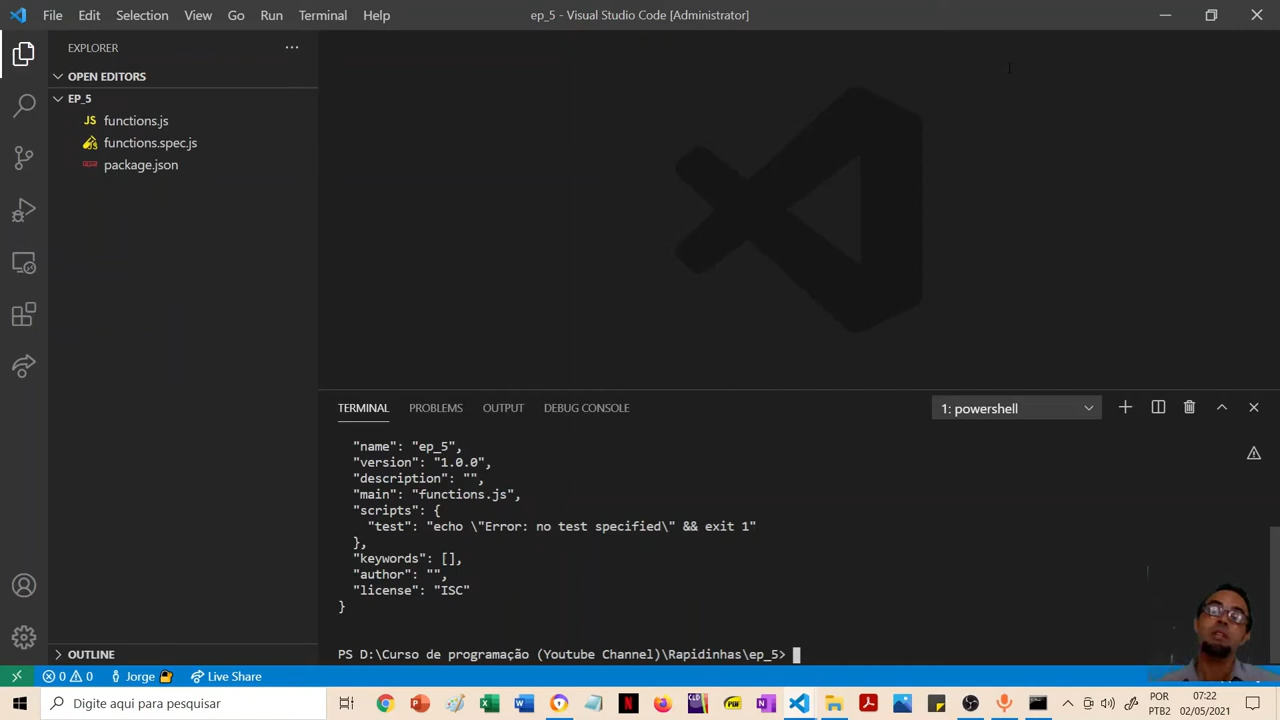 File Edit Selection View Go Run Terminal Help
ep_5 - Visual Studio Code [Administrator]
EXPLORER
OPEN EDITORS
EP_5
JS functions.js
functions.spec.js
package.json
TERMINAL PROBLEMS OUTPUT DEBUG CONSOLE
1: powershell
"name": "ep_5",
"version": "1.0.0",
"description": "",
"main": "functions.js",
"scripts": {
"test": "echo \"Error: no test specified\" && exit 1"
},
"keywords": [],
"author": "",
"license": "ISC"
}
PS D:\Curso de programação (Youtube Channel)\Rapidinhas\ep_5>
OUTLINE
0 0 Jorge Live Share
Digite aqui para pesquisar
POR
PTB2
07:22
02/05/2021